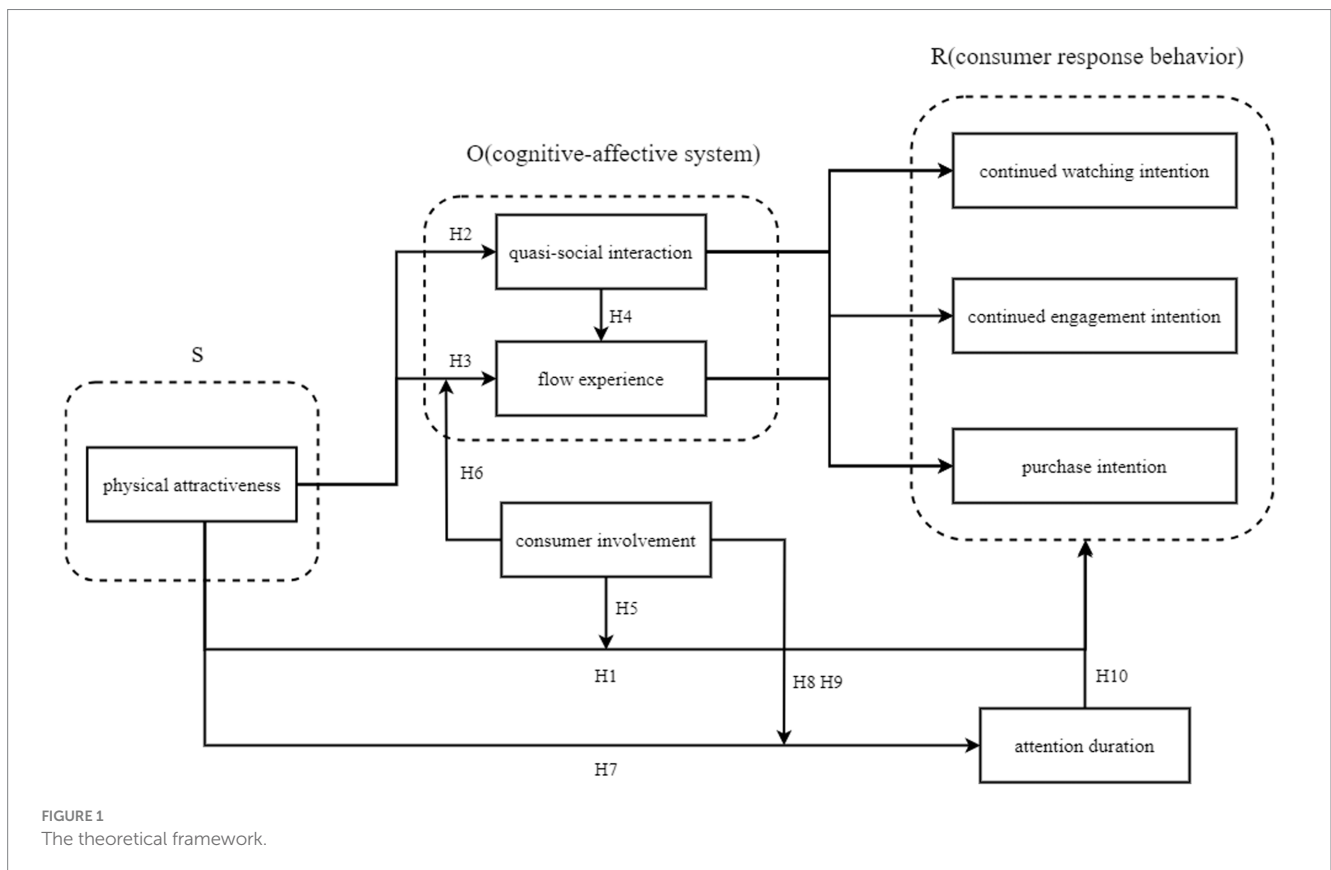 R(consumer response behavior)
O(cognitive-affective system)
continued watching intention
H2
quasi-social interaction
H4
continued engagement intention
S
H3
flow experience
physical attractiveness
H6
purchase intention
consumer involvement
H5
H1
H8 H9
H10
attention duration
H7
FIGURE 1
The theoretical framework.